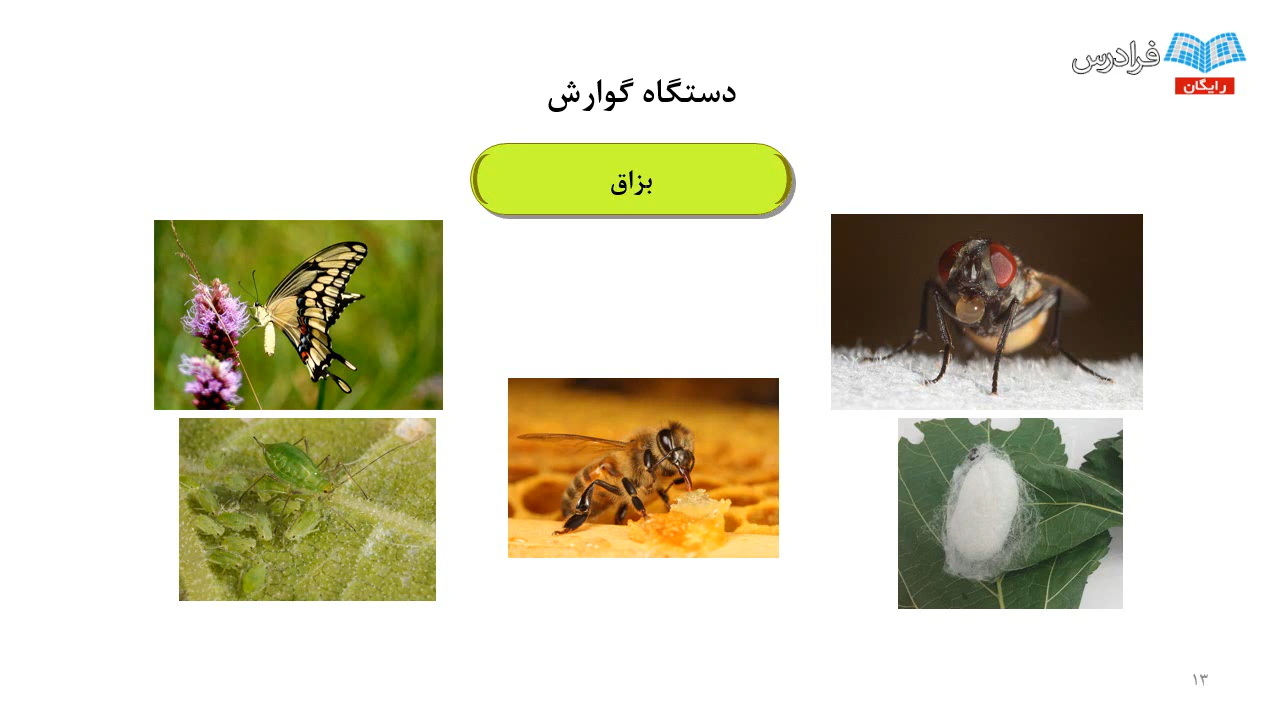 فرادرس
رایگان
دستگاه گوارش
بزاق
۱۳